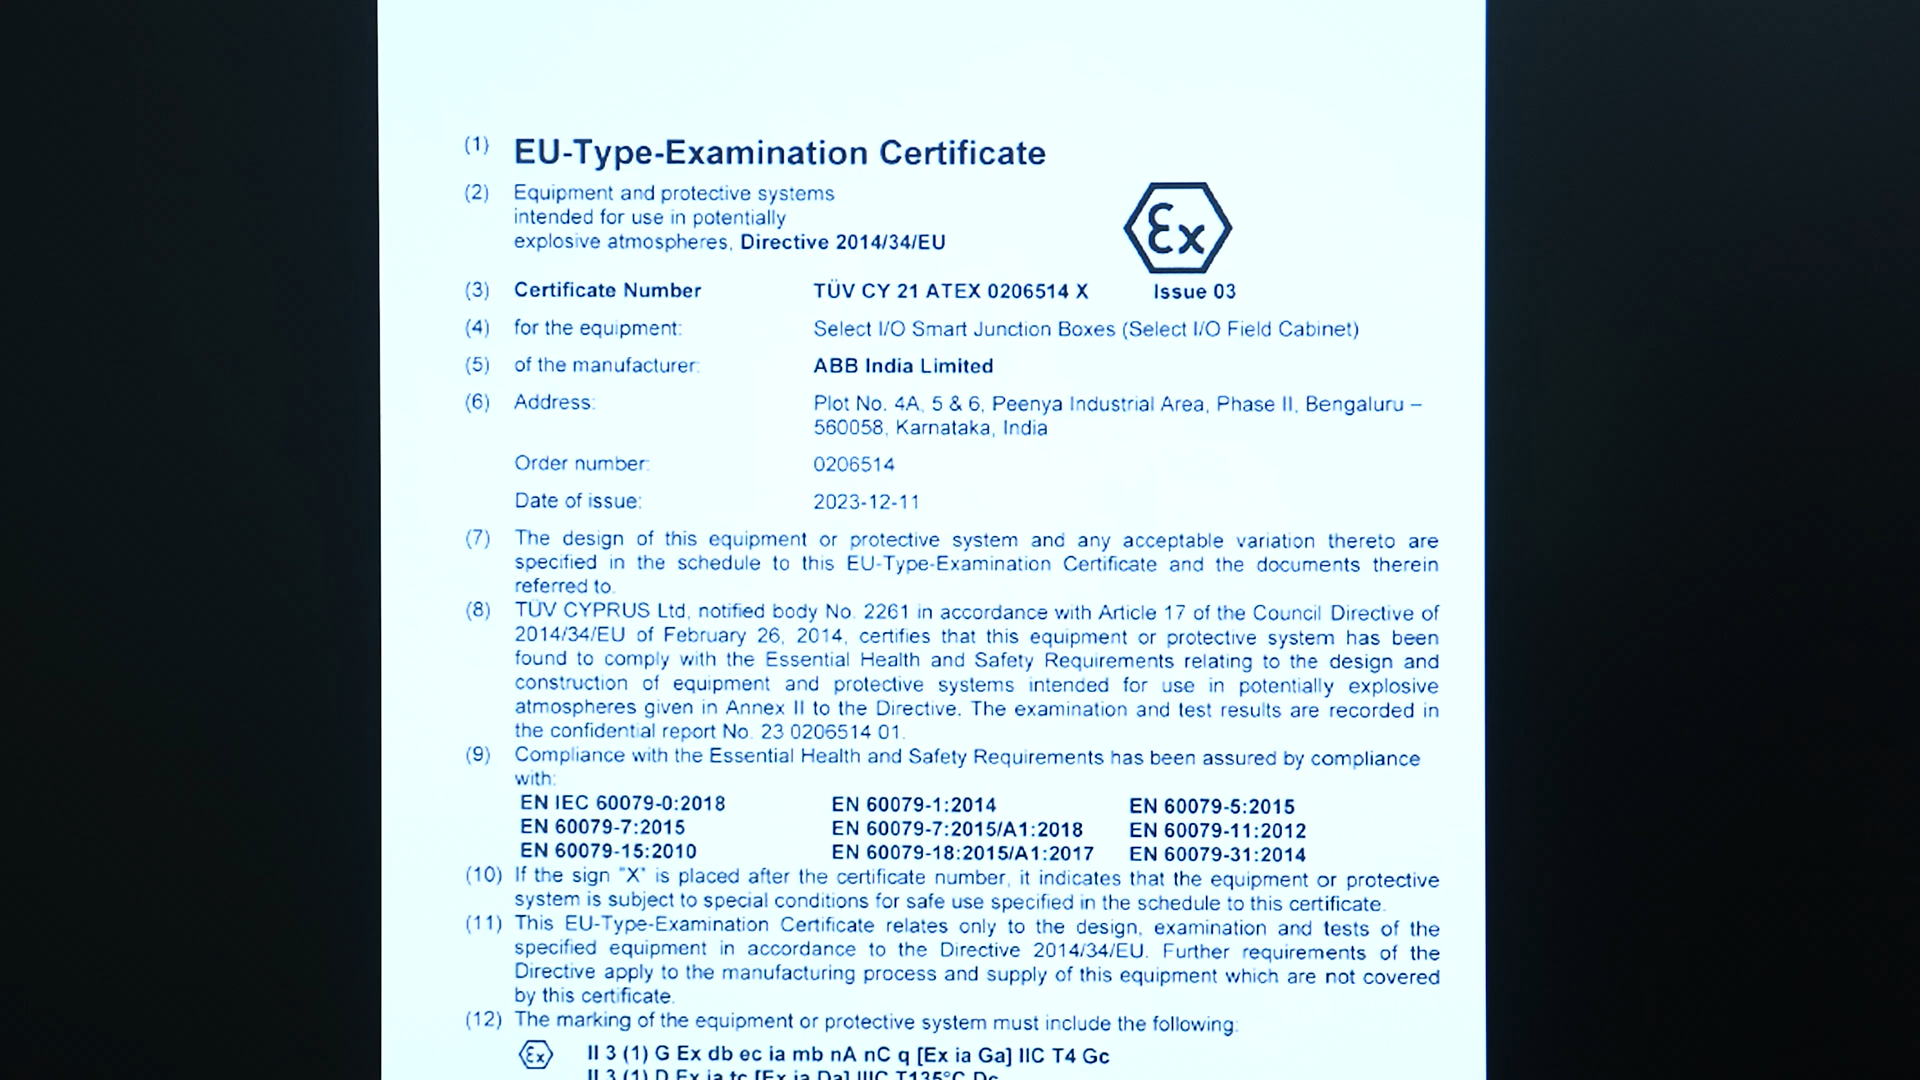 (1) EU-Type-Examination Certificate
(2) Equipment and protective systems
intended for use in potentially
explosive atmospheres, Directive 2014/34/EU
Ex
(3) Certificate Number TÜV CY 21 ATEX 0206514 X Issue 03
(4) for the equipment: Select I/O Smart Junction Boxes (Select I/O Field Cabinet)
(5) of the manufacturer: ABB India Limited
(6) Address: Plot No. 4A, 5 & 6, Peenya Industrial Area, Phase II, Bengaluru –
560058, Karnataka, India
Order number: 0206514
Date of issue: 2023-12-11
(7) The design of this equipment or protective system and any acceptable variation thereto are
specified in the schedule to this EU-Type-Examination Certificate and the documents therein
referred to.
(8) TÜV CYPRUS Ltd, notified body No. 2261 in accordance with Article 17 of the Council Directive of
2014/34/EU of February 26, 2014, certifies that this equipment or protective system has been
found to comply with the Essential Health and Safety Requirements relating to the design and
construction of equipment and protective systems intended for use in potentially explosive
atmospheres given in Annex II to the Directive. The examination and test results are recorded in
the confidential report No. 23 0206514 01.
(9) Compliance with the Essential Health and Safety Requirements has been assured by compliance
with:
EN IEC 60079-0:2018 EN 60079-1:2014 EN 60079-5:2015
EN 60079-7:2015 EN 60079-7:2015/A1:2018 EN 60079-11:2012
EN 60079-15:2010 EN 60079-18:2015/A1:2017 EN 60079-31:2014
(10) If the sign "X" is placed after the certificate number, it indicates that the equipment or protective
system is subject to special conditions for safe use specified in the schedule to this certificate.
(11) This EU-Type-Examination Certificate relates only to the design, examination and tests of the
specified equipment in accordance to the Directive 2014/34/EU. Further requirements of the
Directive apply to the manufacturing process and supply of this equipment which are not covered
by this certificate.
(12) The marking of the equipment or protective system must include the following:
Ex II 3 (1) G Ex db ec ia mb nA nC q [Ex ia Ga] IIC T4 Gc
II 3 (1) D Ex ia tc [Ex ia Da] IIIC T135°C Dc